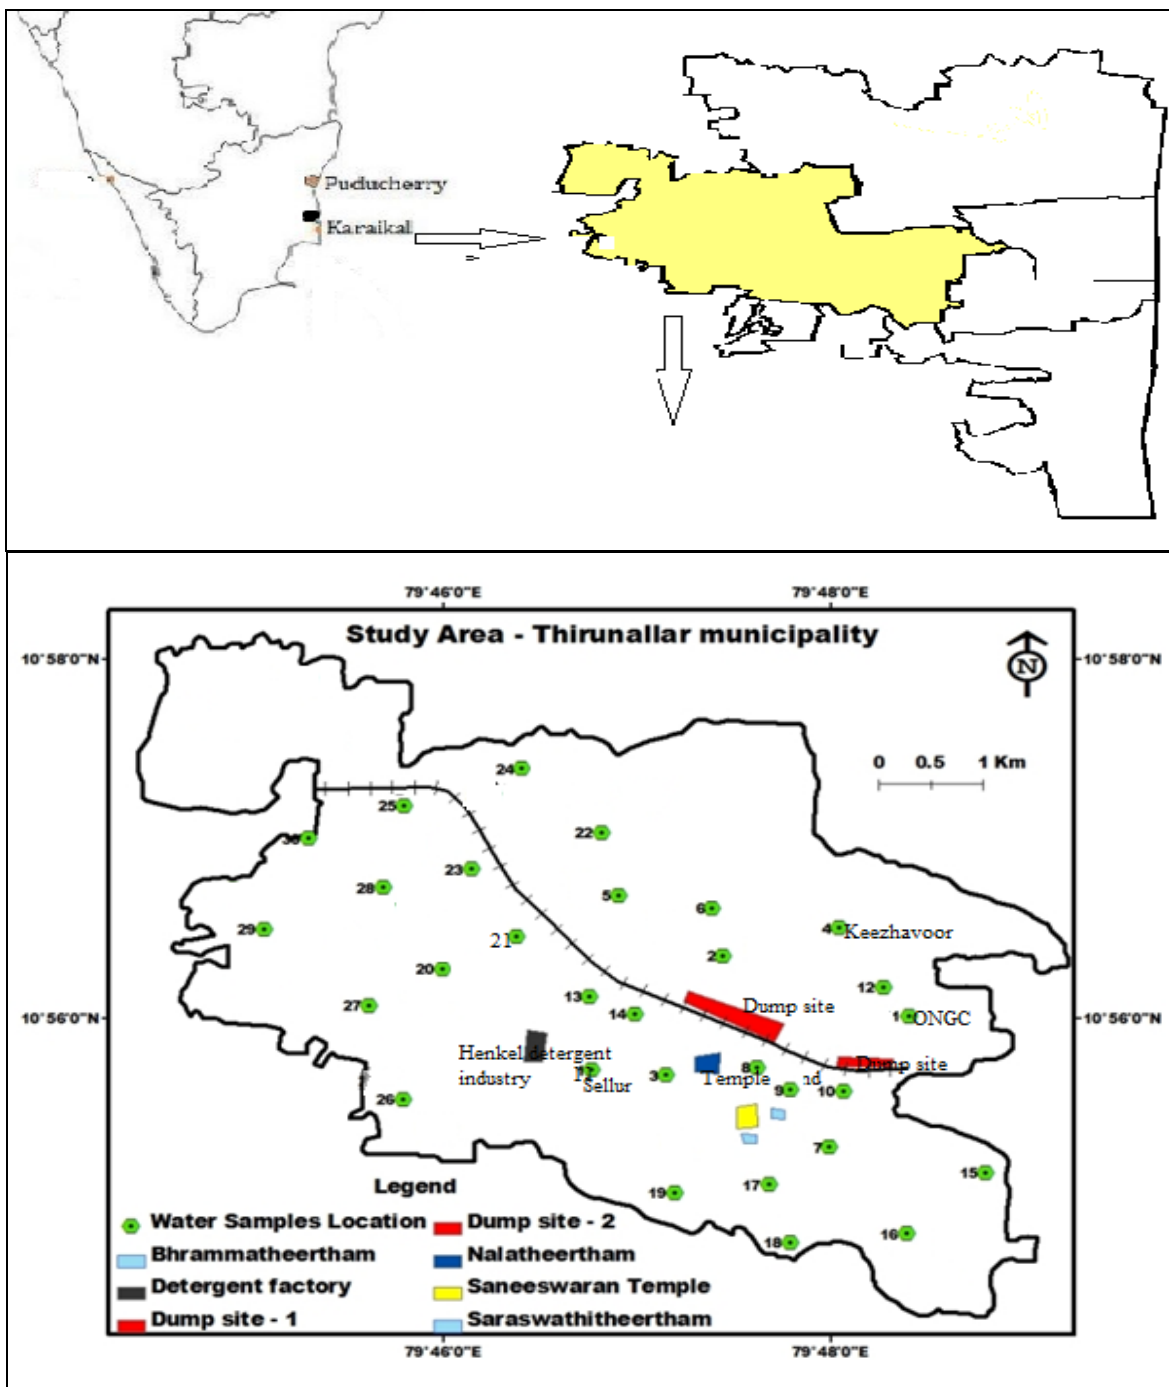 Puducherry
Karaikal
79°46'0"E
79°48'0"E
Study Area - Thirunallar municipality
10°58'0"N
10°58'0"N
N
0 0.5 1 Km
24
25
22
30
23
28
5
6
29
4
Keezhavoor
21
2
20
12
13
27
14
1
ONGC
10°56'0"N
10°56'0"N
Dump site
Henkel detergent
industry
Sellur
3
8
Temple
nd
Dump site
9
10
26
7
15
17
19
16
18
Legend
Water Samples Location
Dump site - 2
Bhrammatheertham
Nalatheertham
Detergent factory
Saneeswaran Temple
Dump site - 1
Saraswathitheertham
79°46'0"E
79°48'0"E